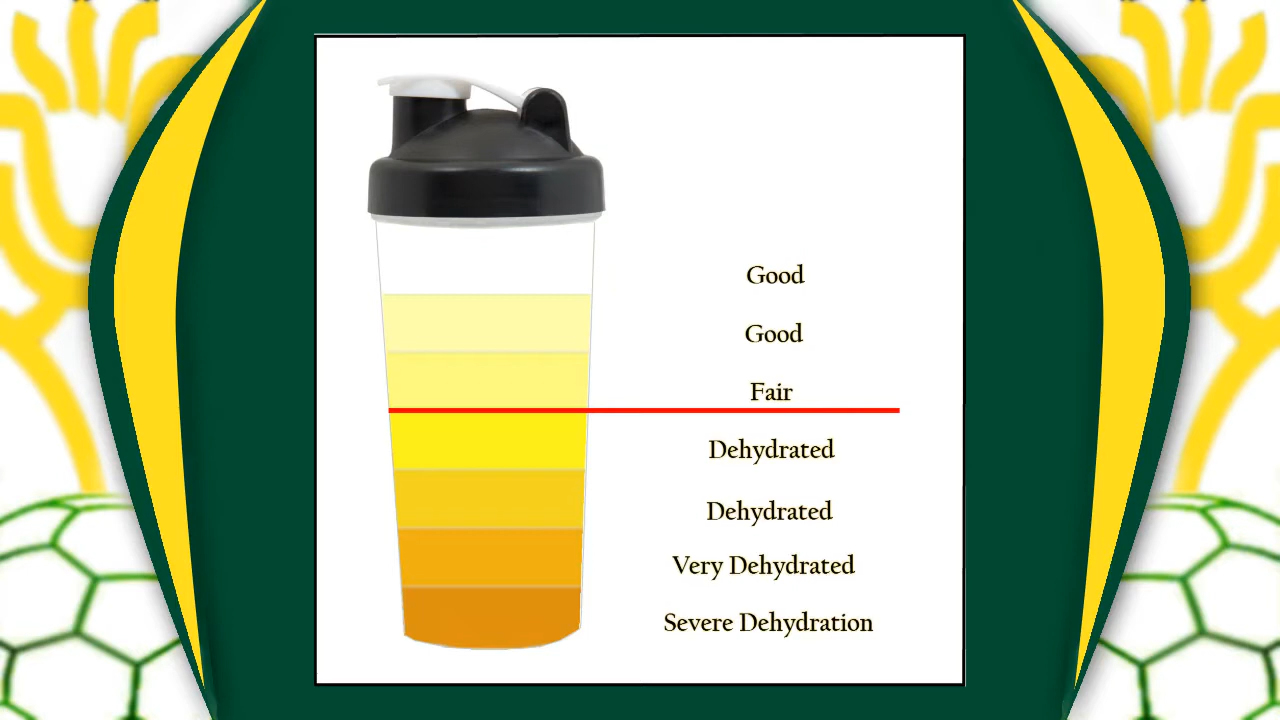 Good
Good
Fair
Dehydrated
Dehydrated
Very Dehydrated
Severe Dehydration